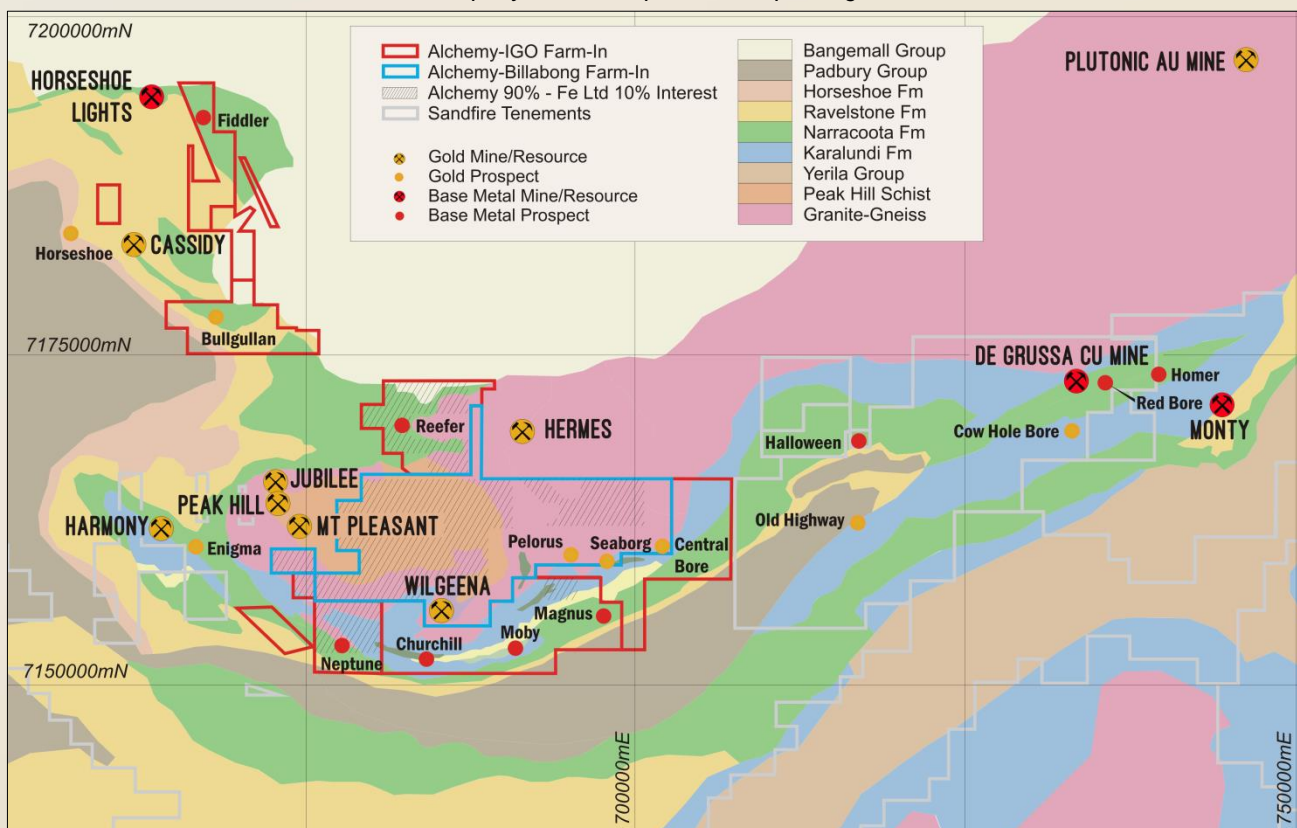 7200000mN
HORSESHOE
LIGHTS
Fiddler
Horseshoe
CASSIDY
Bullgullan
Alchemy-IGO Farm-In
Alchemy-Billabong Farm-In
Alchemy 90% - Fe Ltd 10% Interest
Sandfire Tenements
Gold Mine/Resource
Gold Prospect
Base Metal Mine/Resource
Base Metal Prospect
Bangemall Group
Padbury Group
Horseshoe Fm
Ravelstone Fm
Narracoota Fm
Karalundi Fm
Yerila Group
Peak Hill Schist
Granite-Gneiss
PLUTONIC AU MINE
7175000mN
DE GRUSSA CU MINE
Homer
Red Bore
MONTY
Cow Hole Bore
Halloween
Old Highway
Reefer
HERMES
JUBILEE
PEAK HILL
MT PLEASANT
HARMONY
Enigma
Pelorus
Seaborg
Central
Bore
WILGEENA
Magnus
Moby
Churchill
Neptune
7150000mN
700000mE
750000mE